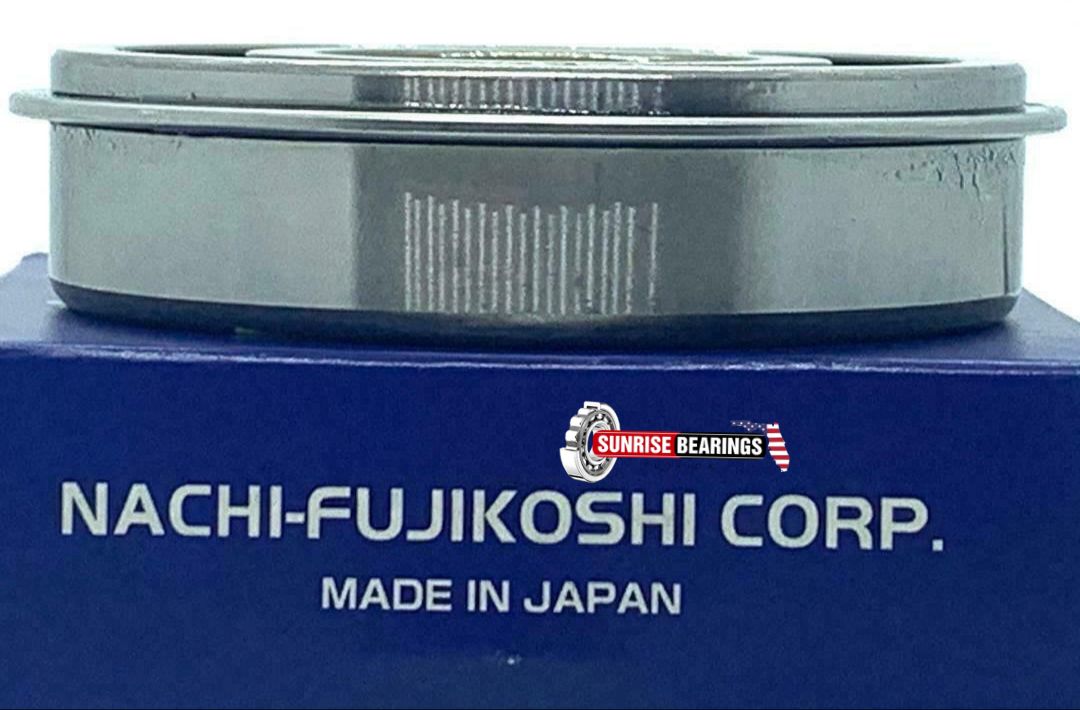 SUNRISE BEARINGS
NACHI-FUJIKOSHI CORP.
MADE IN JAPAN